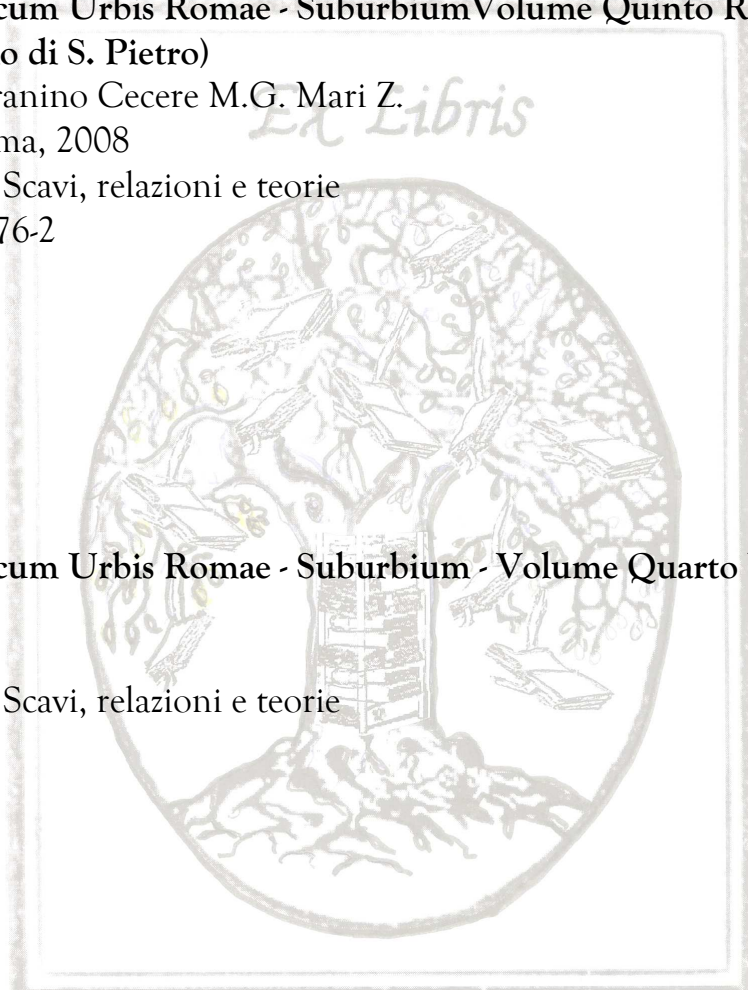 cum Urbis Romae - SuburbiumVolume Quinto R
o di S. Pietro)
ranino Cecere M.G. Mari Z.
ma, 2008
Ex Libris
Scavi, relazioni e teorie
76-2
cum Urbis Romae - Suburbium - Volume Quarto
Scavi, relazioni e teorie